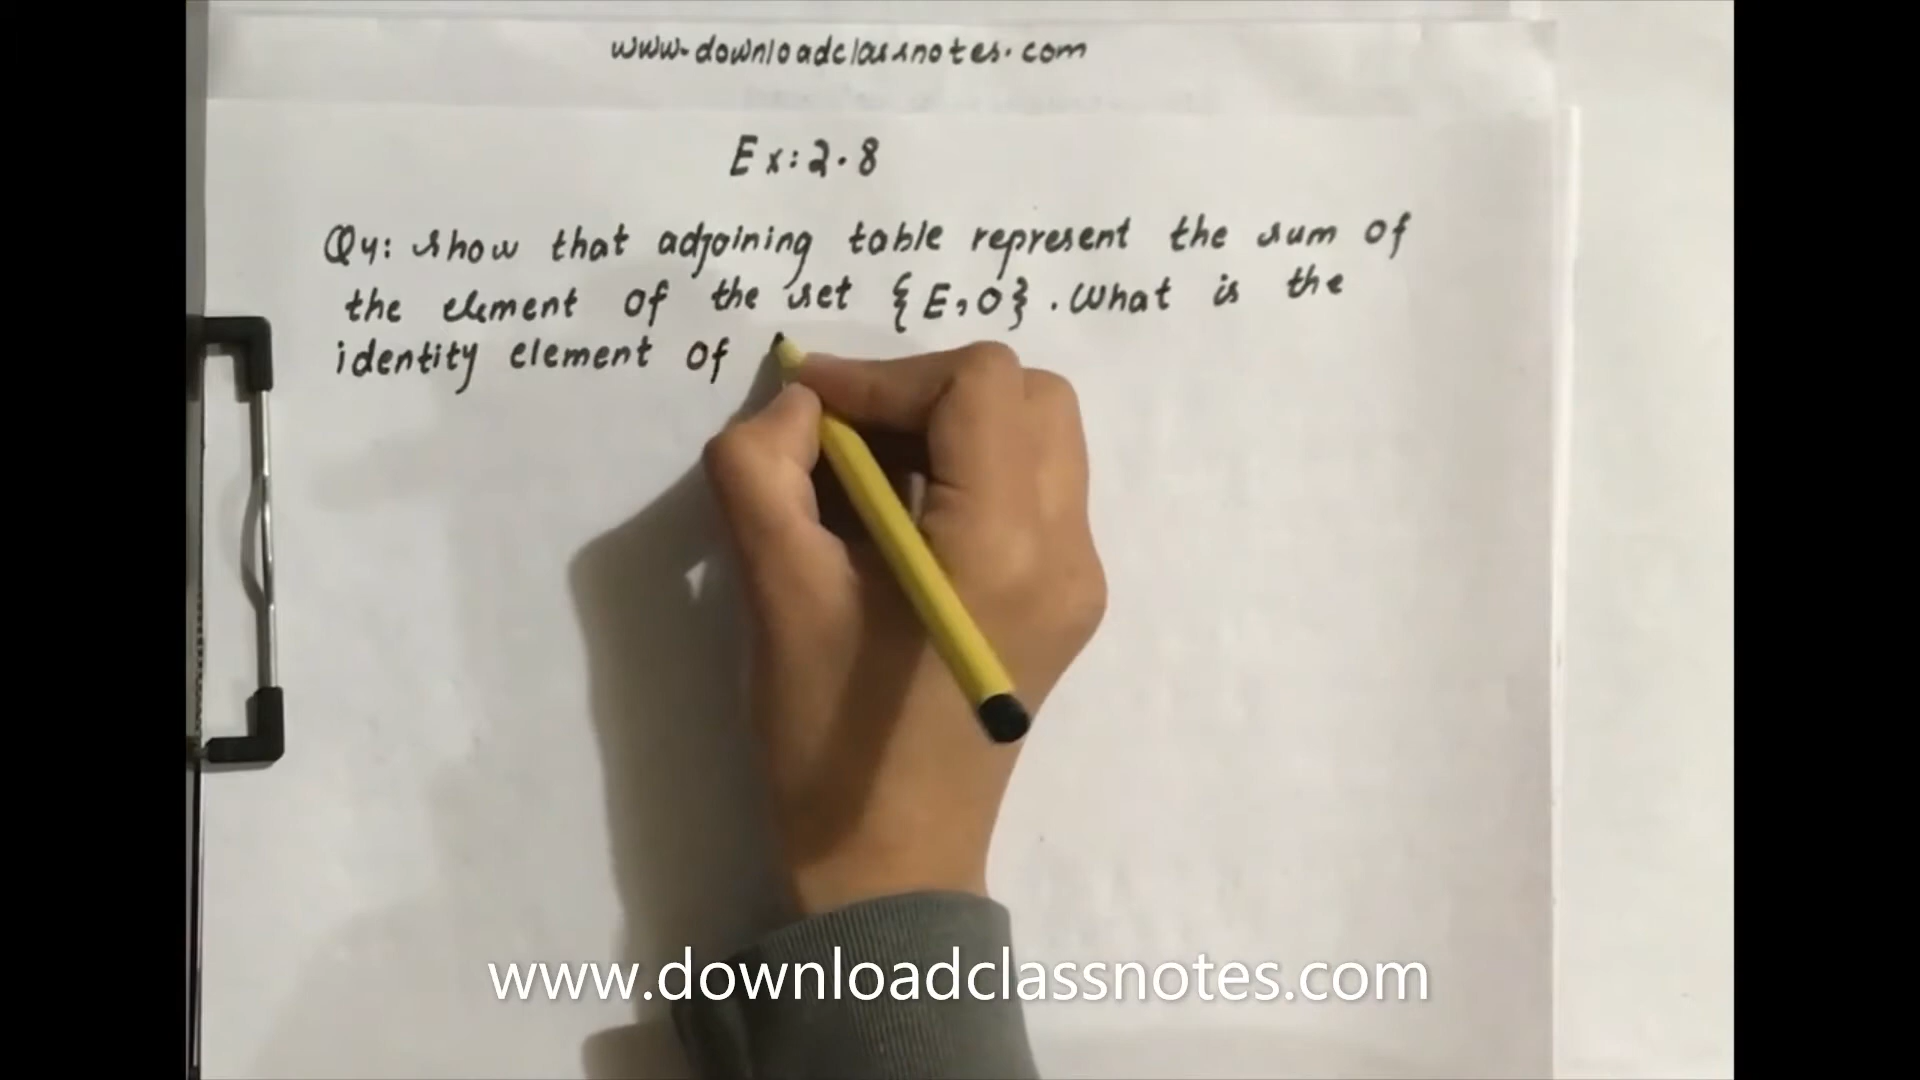 www.downloadclassnotes.com
Ex: 2.8
Q4: show that adjoining table represent the sum of
the element of the set {E,O}. What is the
identity element of
www.downloadclassnotes.com